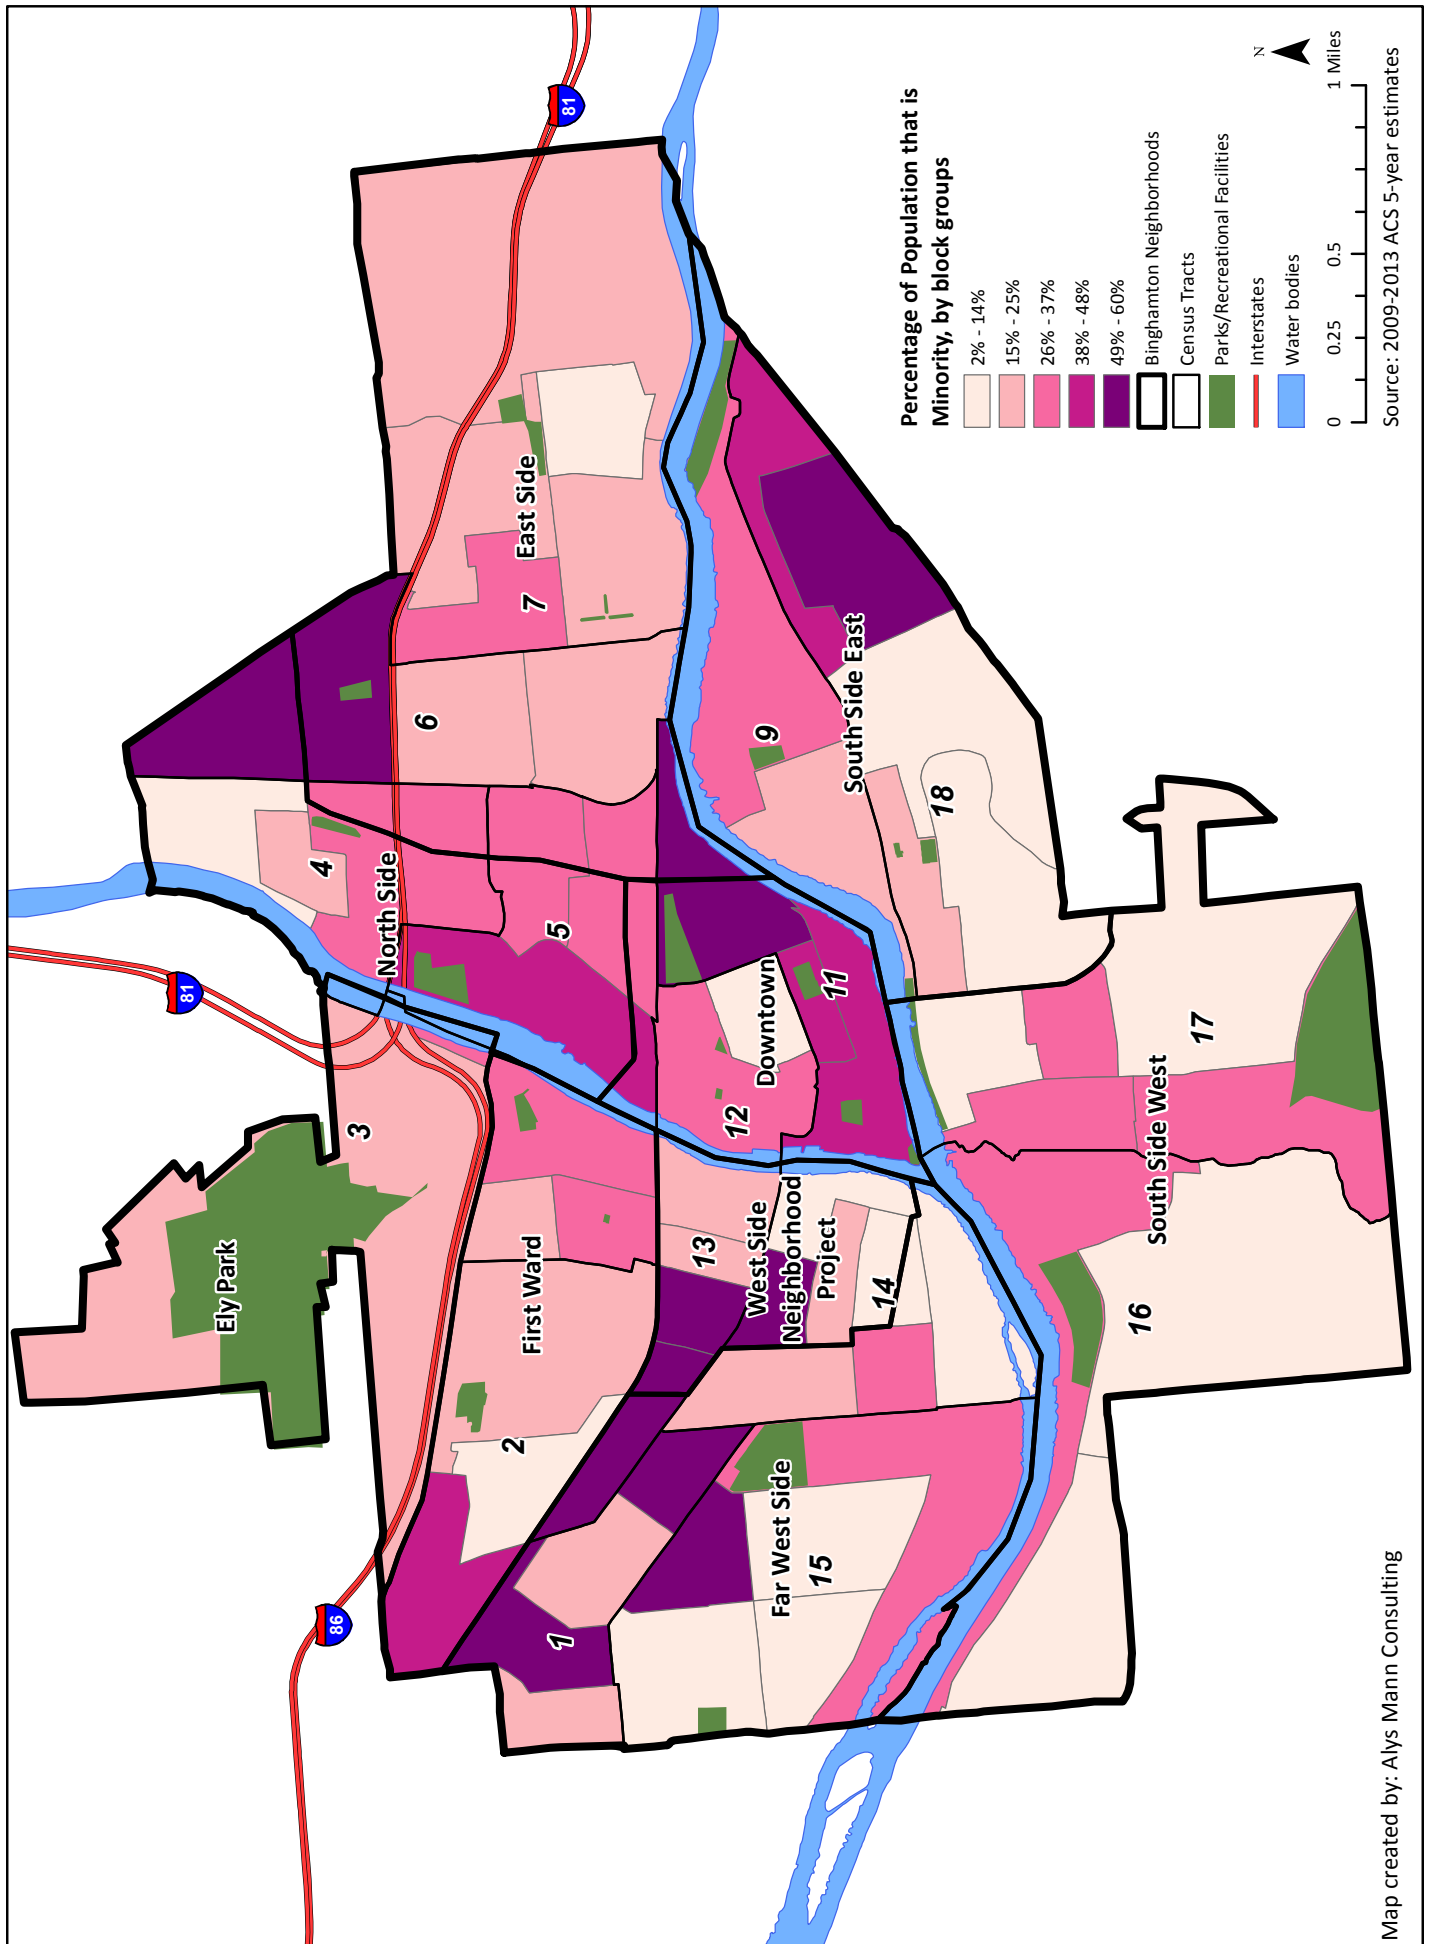 81
81
86
Ely Park
3
North Side
4
6
5
East Side
7
First Ward
2
1
13
West Side
Neighborhood
Project
14
12
Downtown
11
9
South Side East
18
Far West Side
15
South Side West
17
16
Percentage of Population that is
Minority, by block groups
2% - 14%
15% - 25%
26% - 37%
38% - 48%
49% - 60%
Binghamton Neighborhoods
Census Tracts
Parks/Recreational Facilities
Interstates
Water bodies
N
0 0.25 0.5 1 Miles
Source: 2009-2013 ACS 5-year estimates
Map created by: Alys Mann Consulting